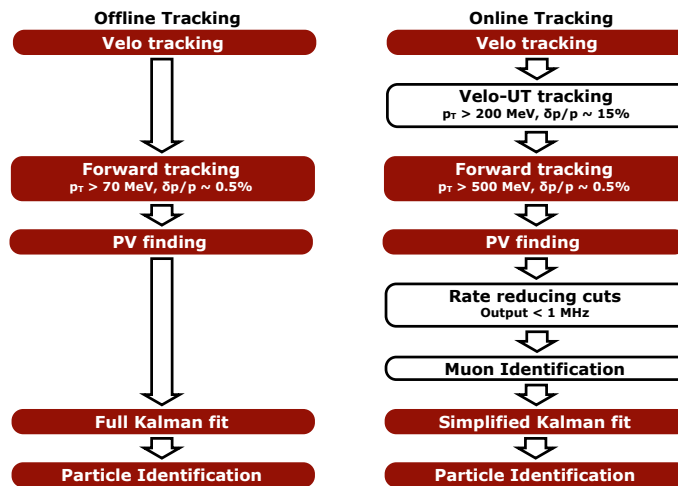 Offline Tracking
Velo tracking
Forward tracking
pT > 70 MeV, δp/p ~ 0.5%
PV finding
Full Kalman fit
Particle Identification
Online Tracking
Velo tracking
Velo-UT tracking
pT > 200 MeV, δp/p ~ 15%
Forward tracking
pT > 500 MeV, δp/p ~ 0.5%
PV finding
Rate reducing cuts
Output < 1 MHz
Muon Identification
Simplified Kalman fit
Particle Identification